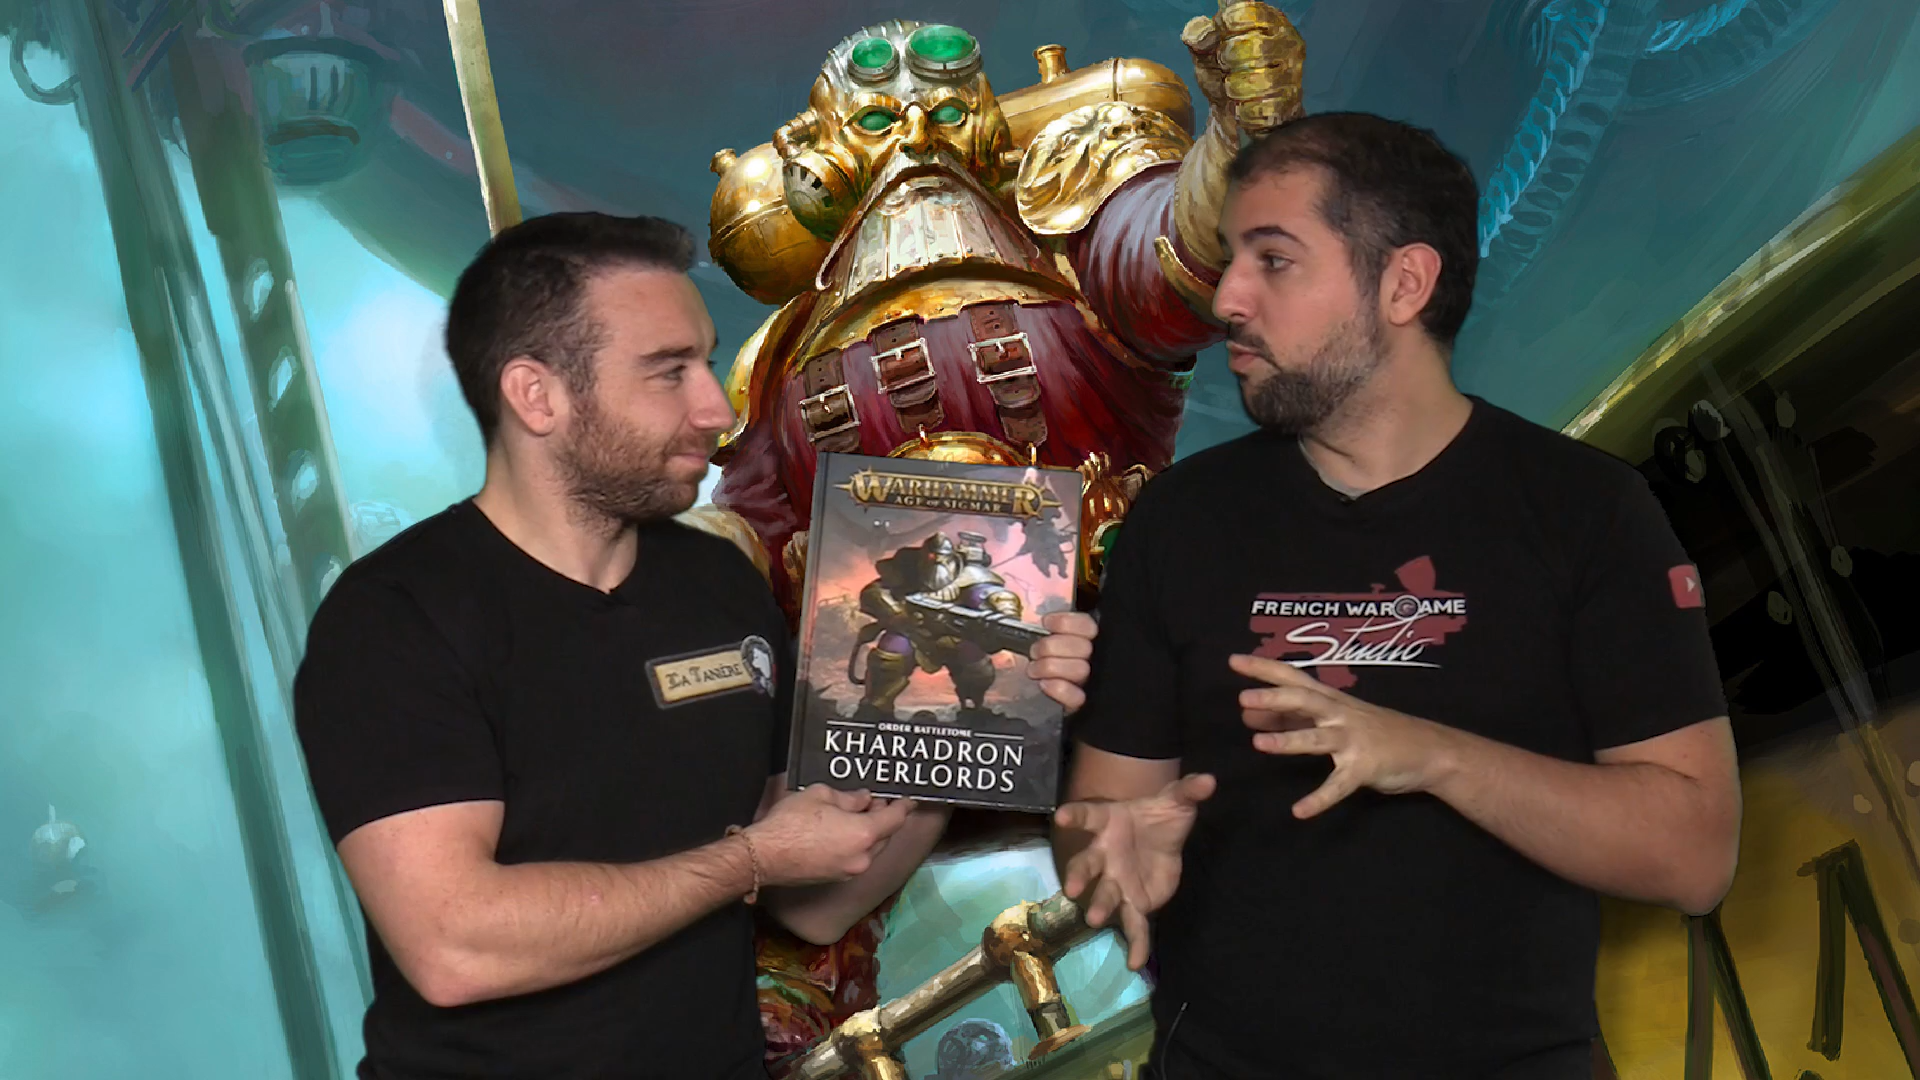 WARHAMMER
AGE OF SIGMAR
ORDER BATTLETOME
KHARADRON
OVERLORDS
LA TANIÈRE
FRENCH WARGAME
Studio